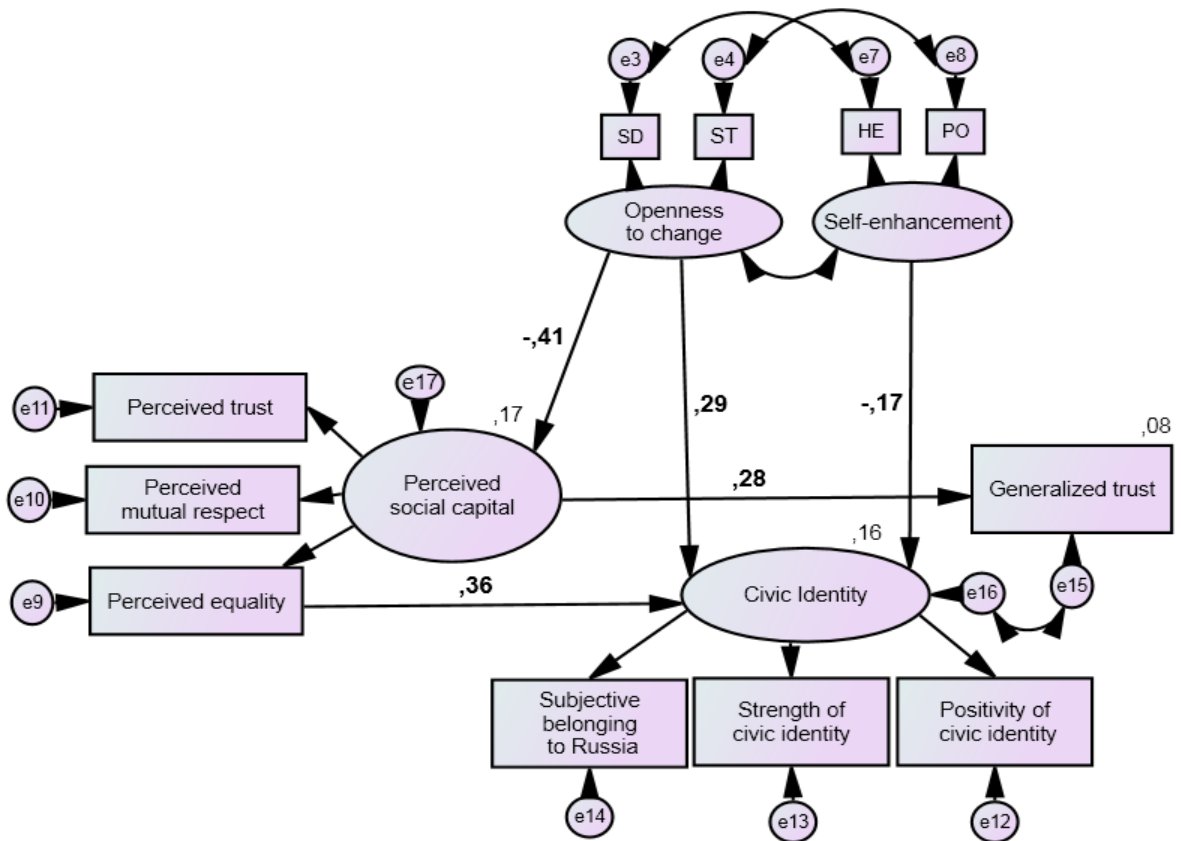 e3
e4
e7
e8
SD
ST
HE
PO
Openness
to change
Self-enhancement
-,41
,29
-,17
e17
,17
,08
e11
Perceived trust
Perceived
social capital
,28
Generalized trust
e10
Perceived
mutual respect
,16
e9
Perceived equality
,36
Civic Identity
e16
e15
Subjective
belonging
to Russia
Strength of
civic identity
Positivity of
civic identity
e14
e13
e12